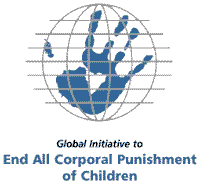 Global Initiative to
End All Corporal Punishment
of Children